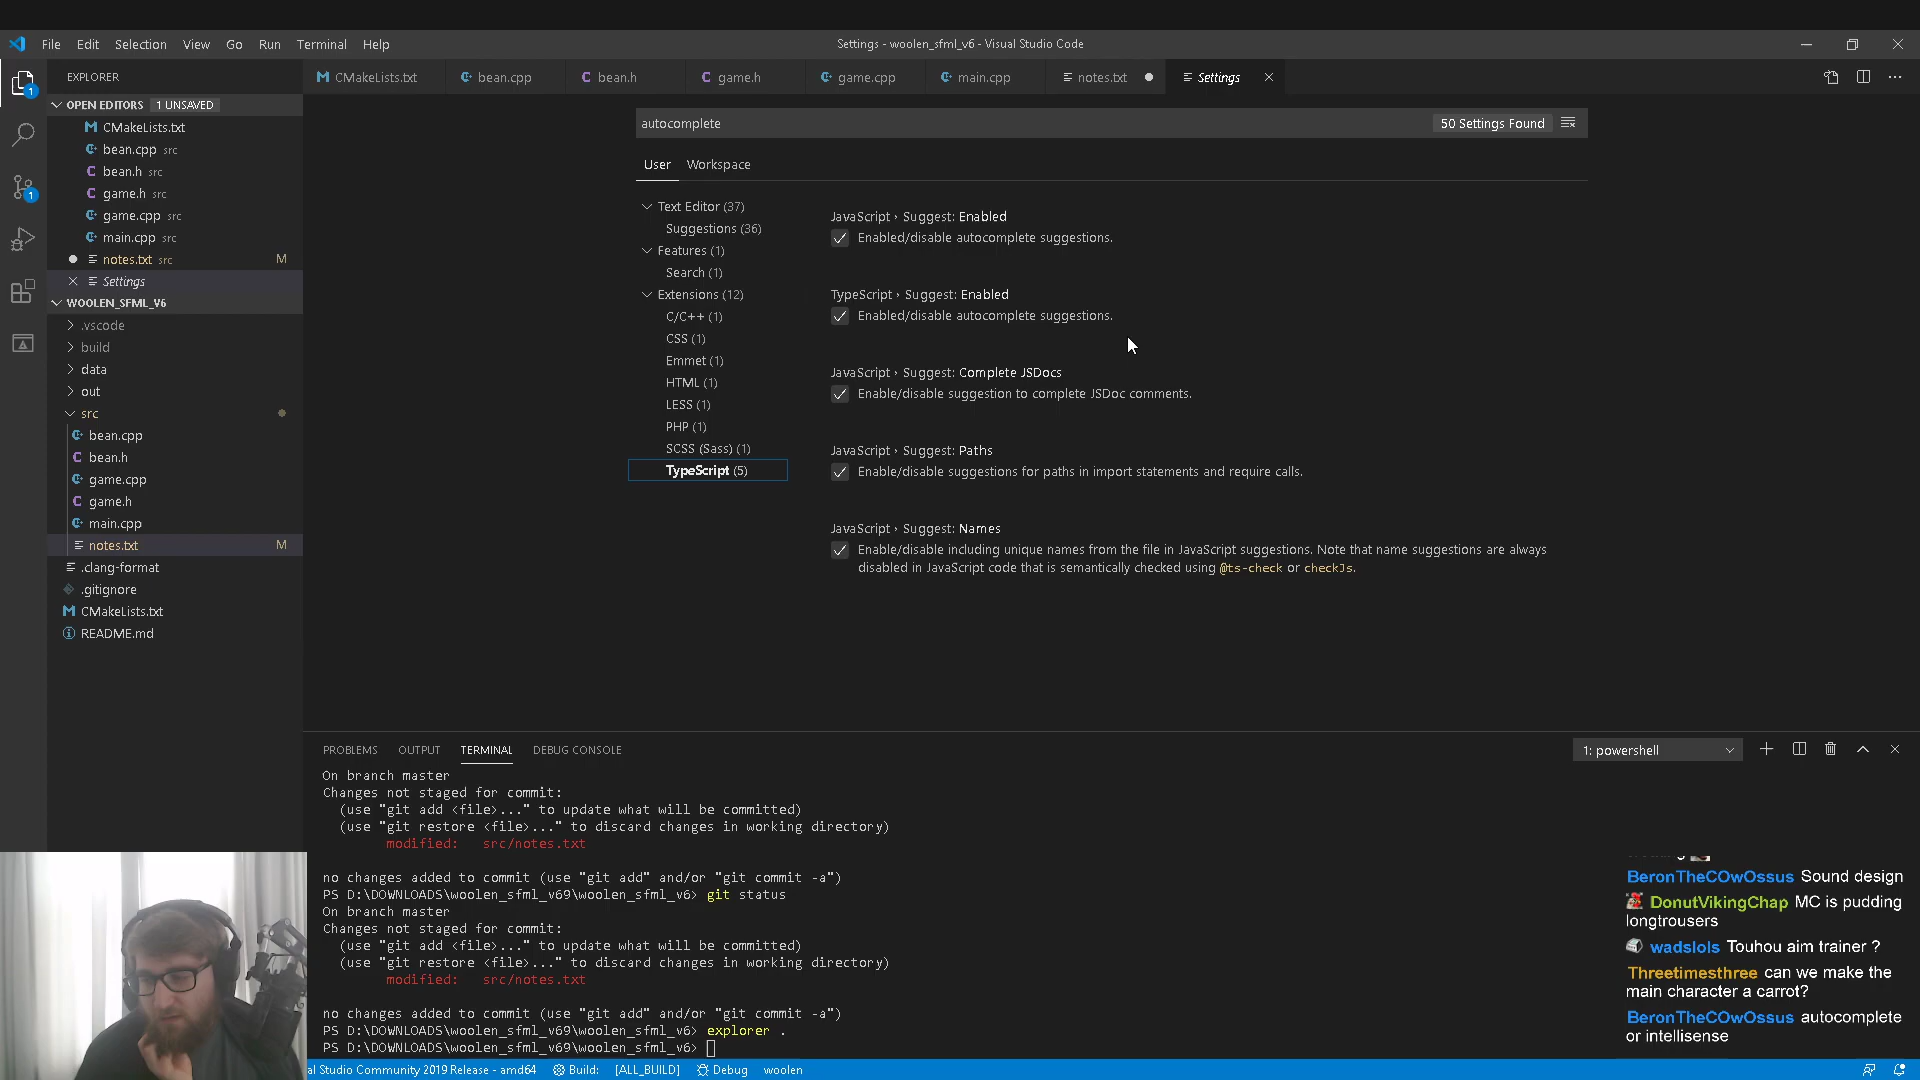 File Edit Selection View Go Run Terminal Help
Settings - woolen_sfml_v6 - Visual Studio Code
EXPLORER
CMakeLists.txt bean.cpp bean.h game.h game.cpp main.cpp notes.txt Settings
OPEN EDITORS 1 UNSAVED
CMakeLists.txt
bean.cpp src
bean.h src
game.h src
game.cpp src
main.cpp src
notes.txt src M
Settings
WOOLEN_SFML_V6
.vscode
build
data
out
src
bean.cpp
bean.h
game.cpp
game.h
main.cpp
notes.txt M
.clang-format
.gitignore
CMakeLists.txt
README.md
autocomplete 50 Settings Found
User Workspace
Text Editor (37)
Suggestions (36)
Features (1)
Search (1)
Extensions (12)
C/C++ (1)
CSS (1)
Emmet (1)
HTML (1)
LESS (1)
PHP (1)
SCSS (Sass) (1)
TypeScript (5)
JavaScript › Suggest: Enabled
Enabled/disable autocomplete suggestions.
TypeScript › Suggest: Enabled
Enabled/disable autocomplete suggestions.
JavaScript › Suggest: Complete JSDocs
Enable/disable suggestion to complete JSDoc comments.
JavaScript › Suggest: Paths
Enable/disable suggestions for paths in import statements and require calls.
JavaScript › Suggest: Names
Enable/disable including unique names from the file in JavaScript suggestions. Note that name suggestions are always
disabled in JavaScript code that is semantically checked using @ts-check or checkJs.
PROBLEMS OUTPUT TERMINAL DEBUG CONSOLE
1: powershell
On branch master
Changes not staged for commit:
(use "git add <file>..." to update what will be committed)
(use "git restore <file>..." to discard changes in working directory)
modified: src/notes.txt
no changes added to commit (use "git add" and/or "git commit -a")
PS D:\DOWNLOADS\woolen_sfml_v69\woolen_sfml_v6> git status
On branch master
Changes not staged for commit:
(use "git add <file>..." to update what will be committed)
(use "git restore <file>..." to discard changes in working directory)
modified: src/notes.txt
no changes added to commit (use "git add" and/or "git commit -a")
PS D:\DOWNLOADS\woolen_sfml_v69\woolen_sfml_v6> explorer .
PS D:\DOWNLOADS\woolen_sfml_v69\woolen_sfml_v6>
BeronTheCOwOssus Sound design
DonutVikingChap MC is pudding
longtrousers
wadslols Touhou aim trainer ?
Threetimesthree can we make the
main character a carrot?
BeronTheCOwOssus autocomplete
or intellisense
al Studio Community 2019 Release - amd64 Build: [ALL_BUILD] Debug woolen
1
1